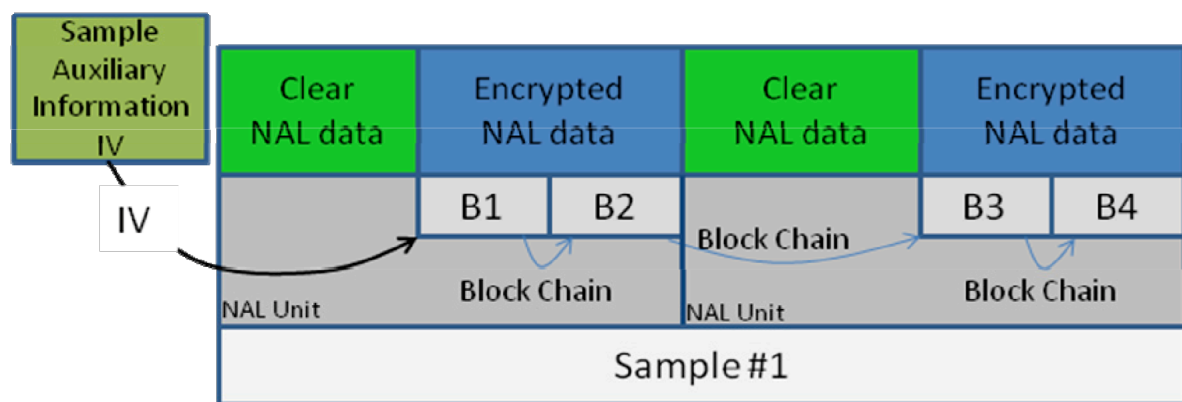 Sample
Auxiliary
Information
IV
Clear
NAL data
Encrypted
NAL data
Clear
NAL data
Encrypted
NAL data
IV
B1
B2
B3
B4
Block Chain
Block Chain
Block Chain
NAL Unit
NAL Unit
Sample #1